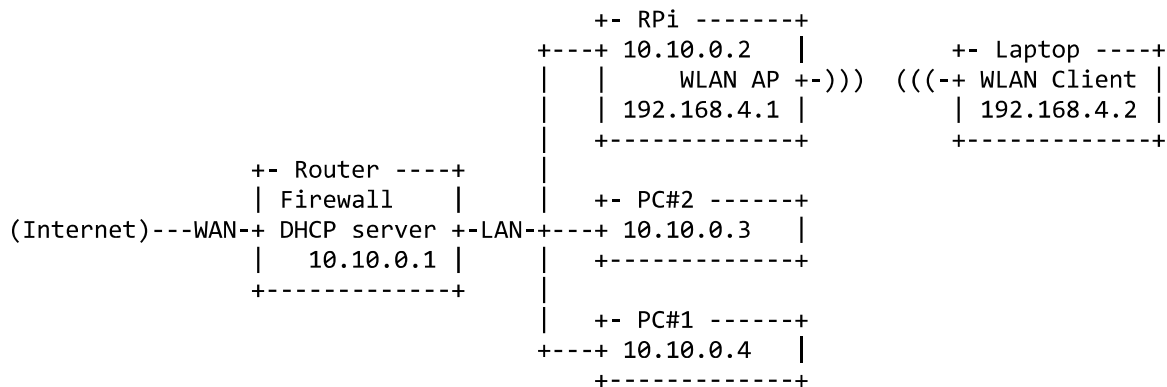 +- RPi -------+
+---+ 10.10.0.2   |         +- Laptop ----+
|   |     WLAN AP +-)))  (((-+ WLAN Client |
|   | 192.168.4.1 |         | 192.168.4.2 |
|   +-------------+         +-------------+
+- Router ----+     |
| Firewall    |     |   +- PC#2 ------+
(Internet)---WAN-+ DHCP server +-LAN-+---+ 10.10.0.3   |
|   10.10.0.1 |     |   +-------------+
+-------------+     |
|   +- PC#1 ------+
+---+ 10.10.0.4   |
+-------------+